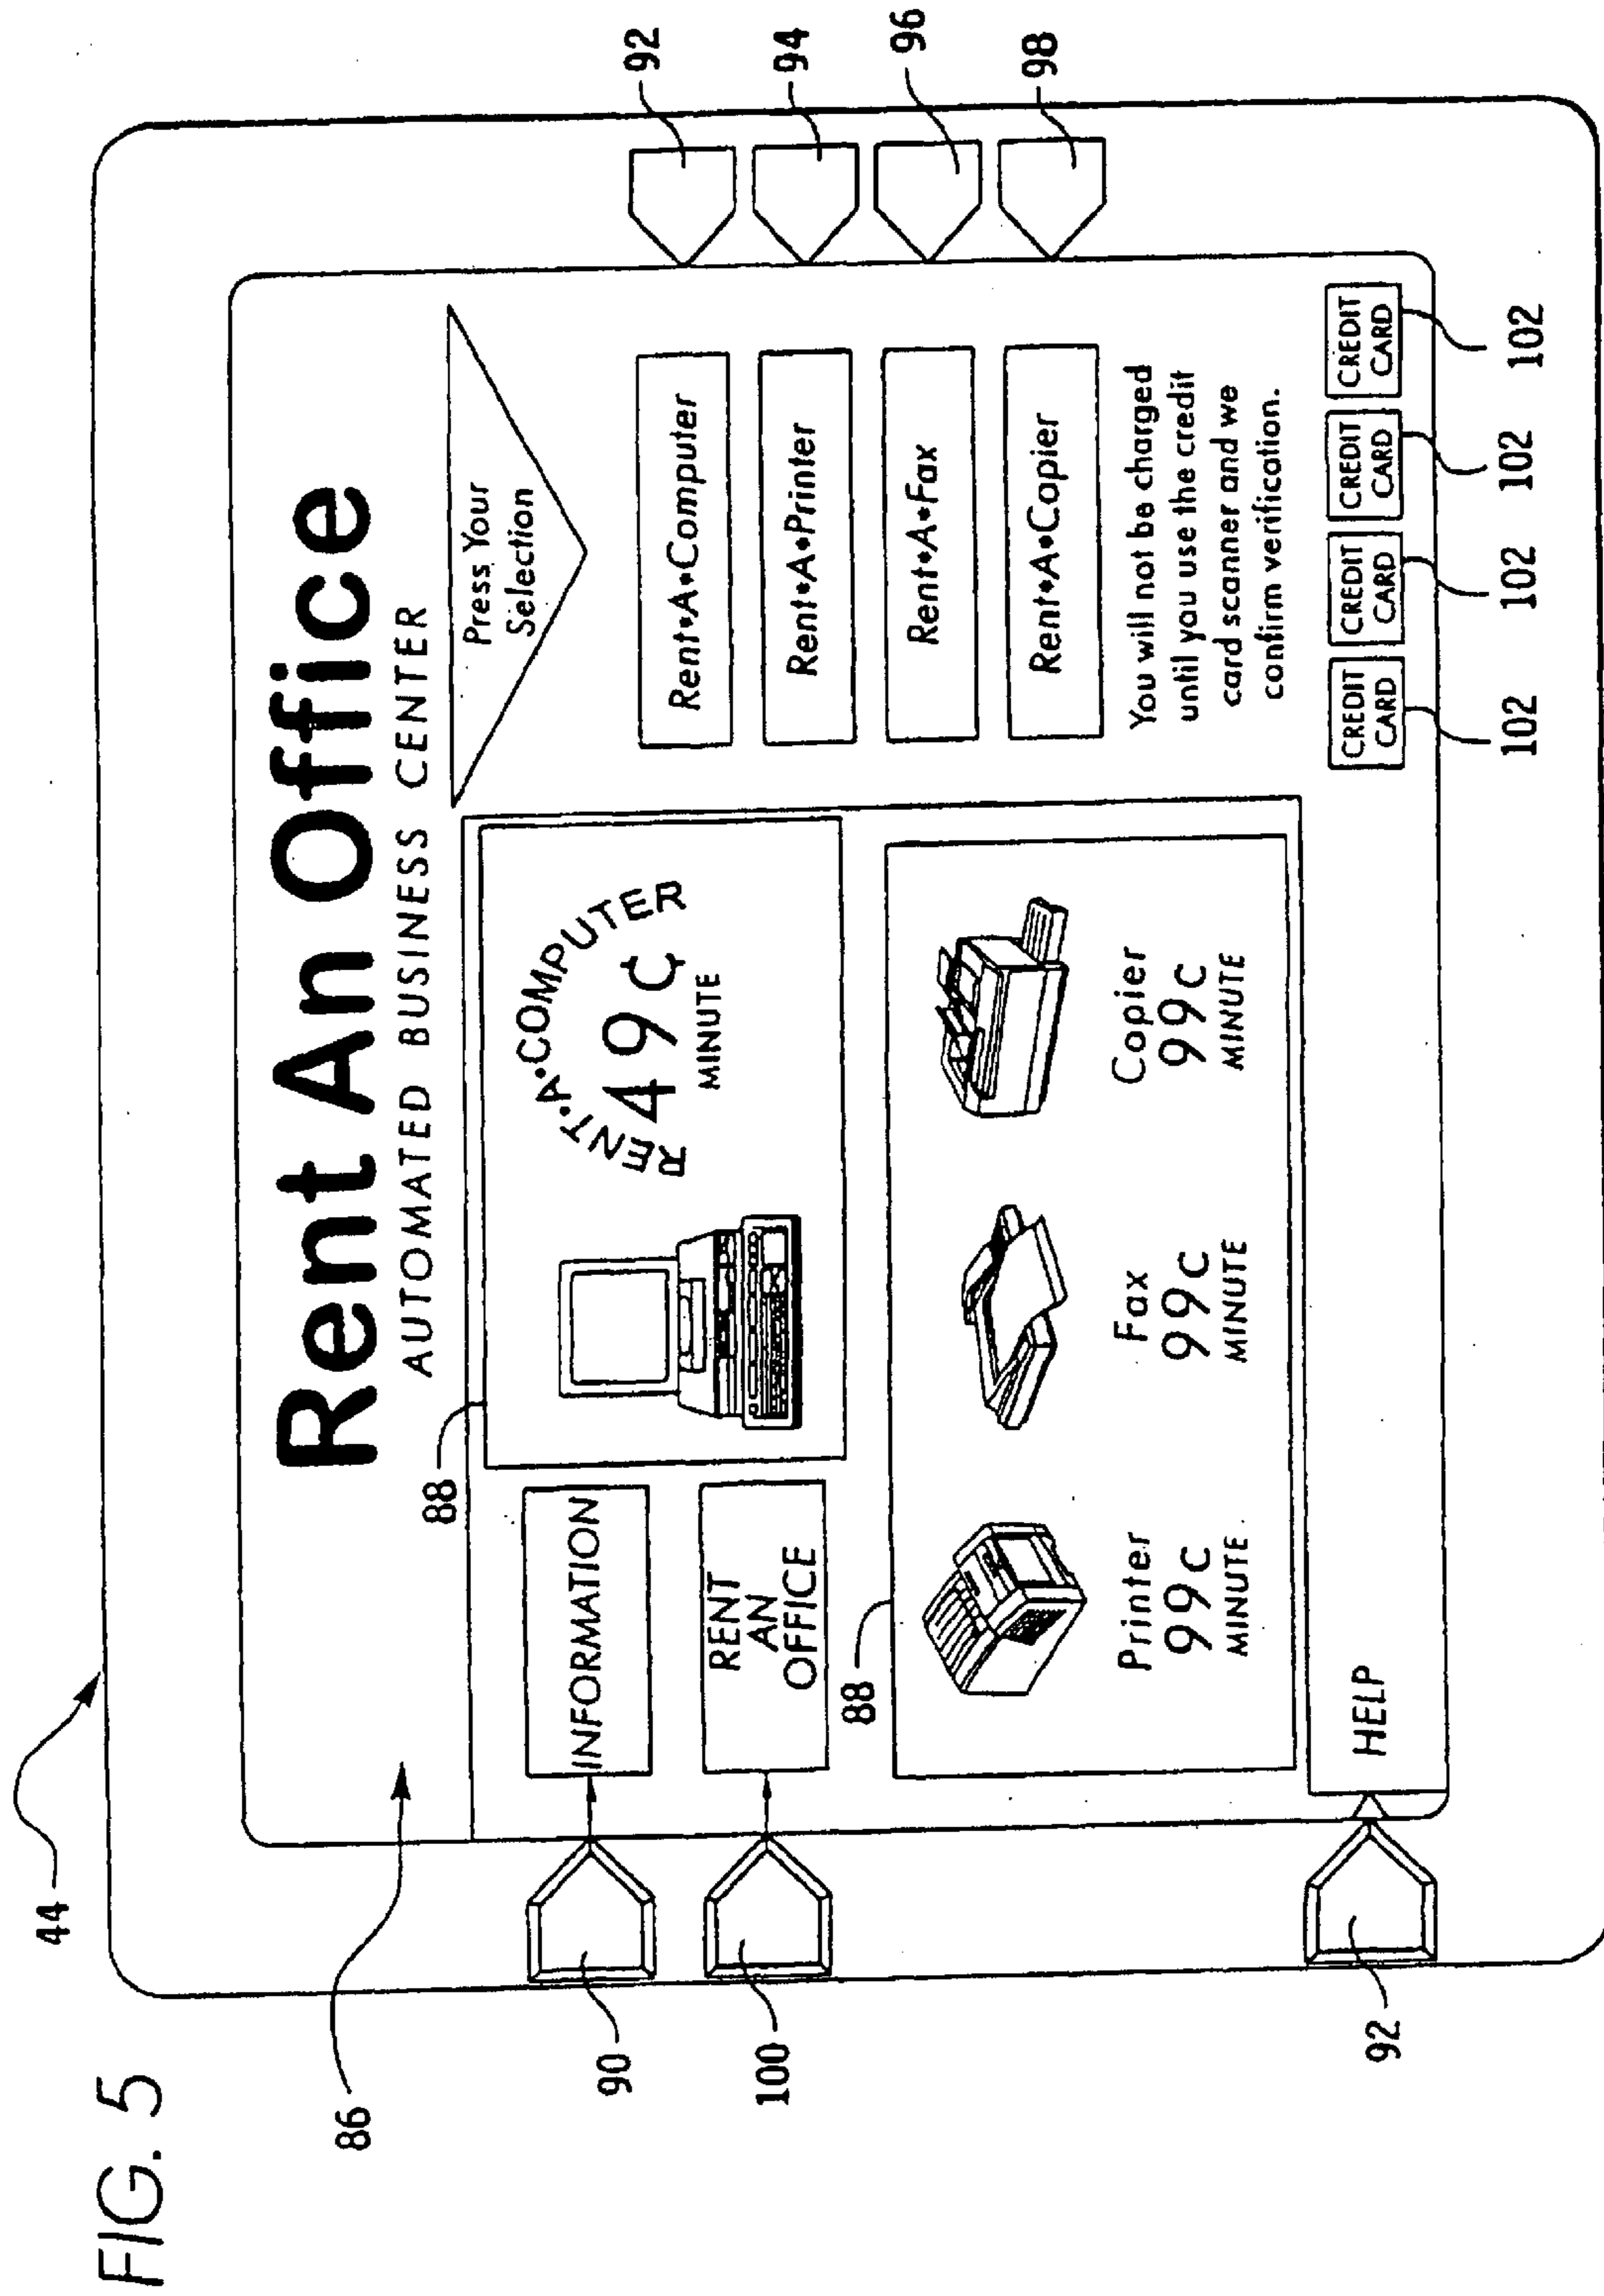 FIG. 5
44
86
Rent An Office
AUTOMATED BUSINESS CENTER
88
90
INFORMATION
100
RENT
AN
OFFICE
RENT•A•COMPUTER
49c
MINUTE
88
Printer
99c
MINUTE
Fax
99c
MINUTE
Copier
99c
MINUTE
92
HELP
Press Your
Selection
Rent•A•Computer
92
Rent•A•Printer
94
Rent•A•Fax
96
Rent•A•Copier
98
You will not be charged
until you use the credit
card scanner and we
confirm verification.
CREDIT
CARD
CREDIT
CARD
CREDIT
CARD
CREDIT
CARD
102
102
102
102